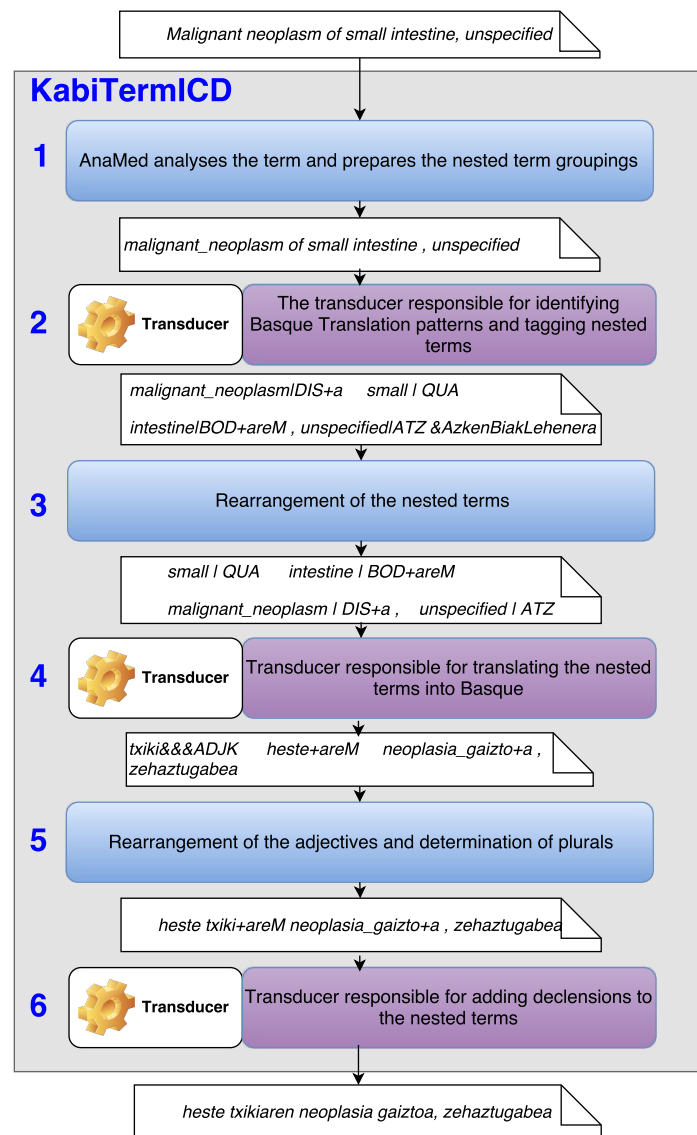 Malignant neoplasm of small intestine, unspecified
KabiTermICD
1
AnaMed analyses the term and prepares the nested term groupings
malignant_neoplasm of small intestine , unspecified
2
Transducer
The transducer responsible for identifying
Basque Translation patterns and tagging nested
terms
malignant_neoplasm|DIS+a small | QUA
intestine|BOD+areM , unspecified|ATZ &AzkenBiakLehenera
3
Rearrangement of the nested terms
small | QUA intestine | BOD+areM
malignant_neoplasm | DIS+a , unspecified | ATZ
4
Transducer
Transducer responsible for translating the nested
terms into Basque
txiki&&&ADJK heste+areM neoplasia_gaizto+a ,
zehaztugabea
5
Rearrangement of the adjectives and determination of plurals
heste txiki+areM neoplasia_gaizto+a , zehaztugabea
6
Transducer
Transducer responsible for adding declensions to
the nested terms
heste txikiaren neoplasia gaiztoa, zehaztugabea